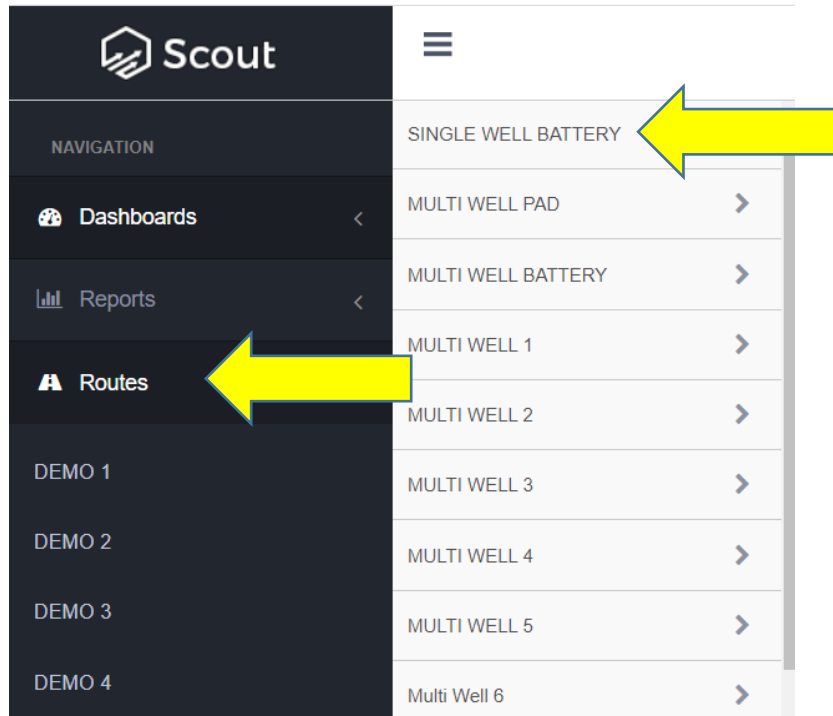 Scout
NAVIGATION
Dashboards
Reports
Routes
DEMO 1
DEMO 2
DEMO 3
DEMO 4
SINGLE WELL BATTERY
MULTI WELL PAD
MULTI WELL BATTERY
MULTI WELL 1
MULTI WELL 2
MULTI WELL 3
MULTI WELL 4
MULTI WELL 5
Multi Well 6